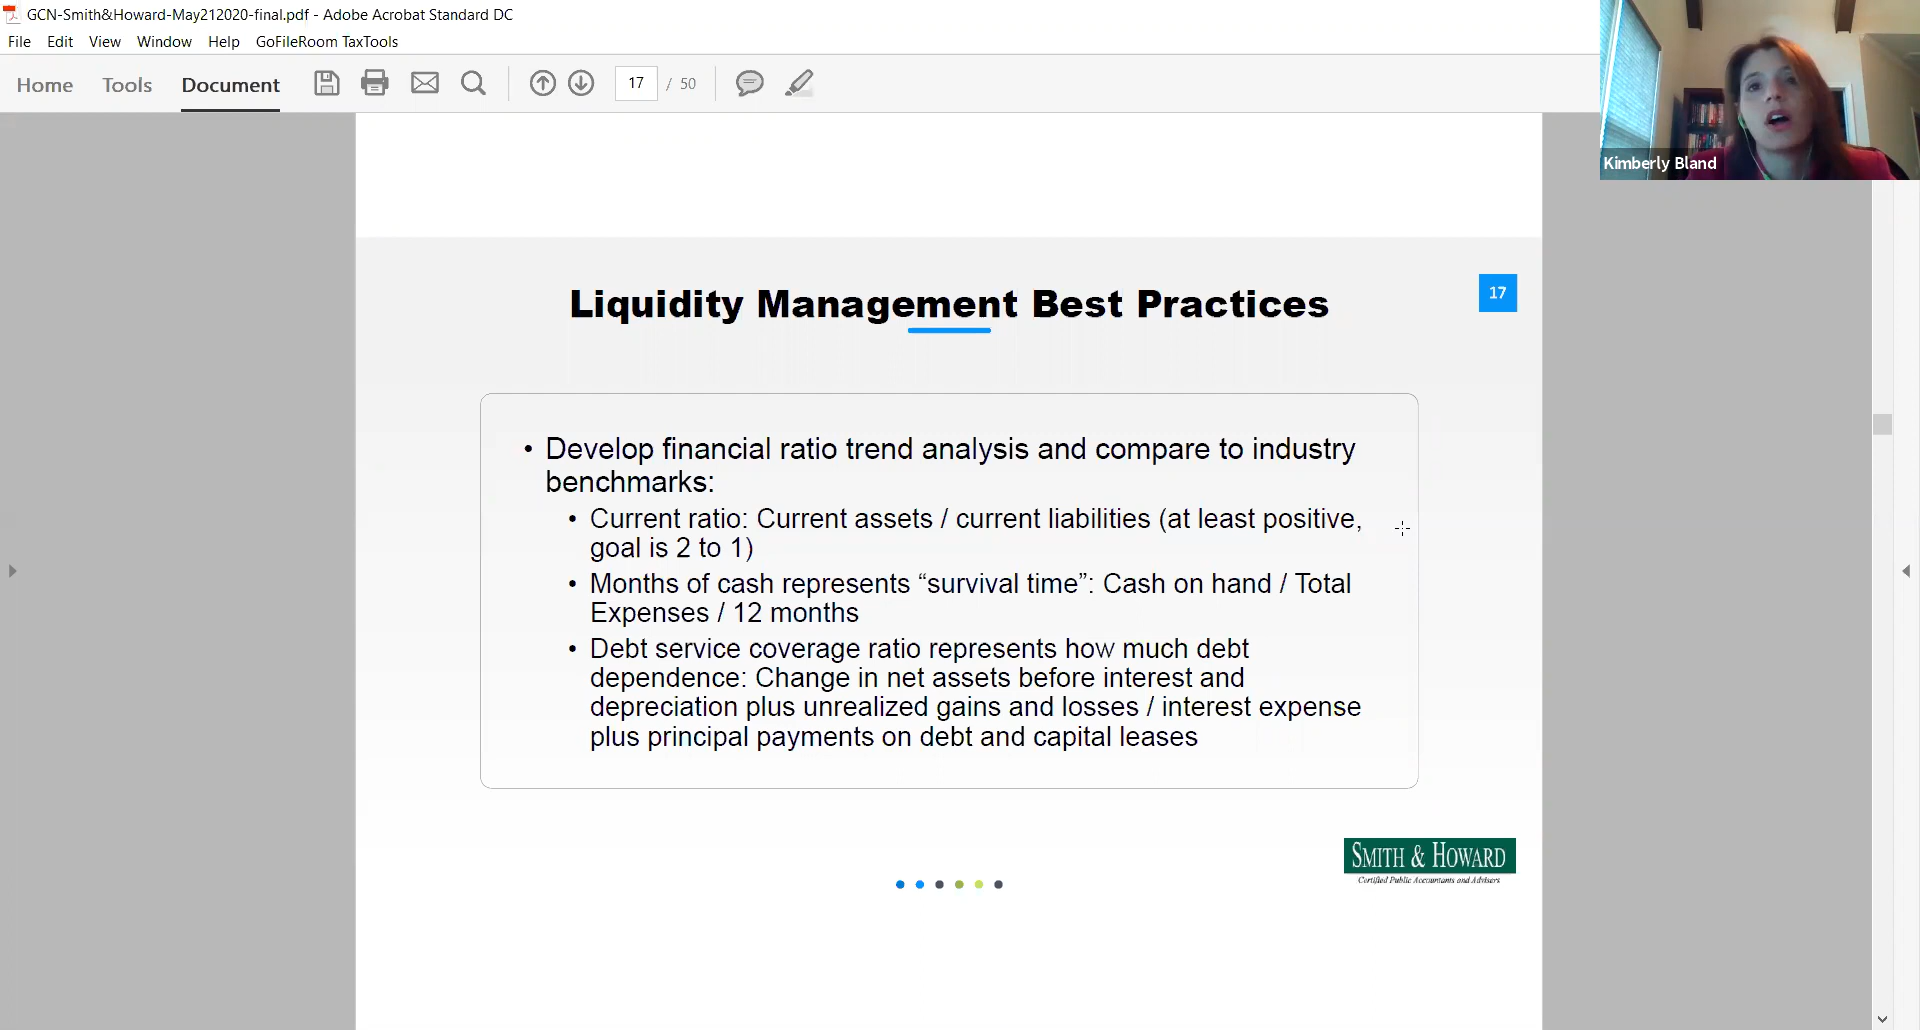 GCN-Smith&Howard-May212020-final.pdf - Adobe Acrobat Standard DC
File Edit View Window Help GoFileRoom TaxTools
Home Tools Document 17 / 50
Kimberly Bland
Liquidity Management Best Practices
17
• Develop financial ratio trend analysis and compare to industry
benchmarks:
• Current ratio: Current assets / current liabilities (at least positive,
goal is 2 to 1)
• Months of cash represents “survival time”: Cash on hand / Total
Expenses / 12 months
• Debt service coverage ratio represents how much debt
dependence: Change in net assets before interest and
depreciation plus unrealized gains and losses / interest expense
plus principal payments on debt and capital leases
SMITH & HOWARD
Certified Public Accountants and Advisors